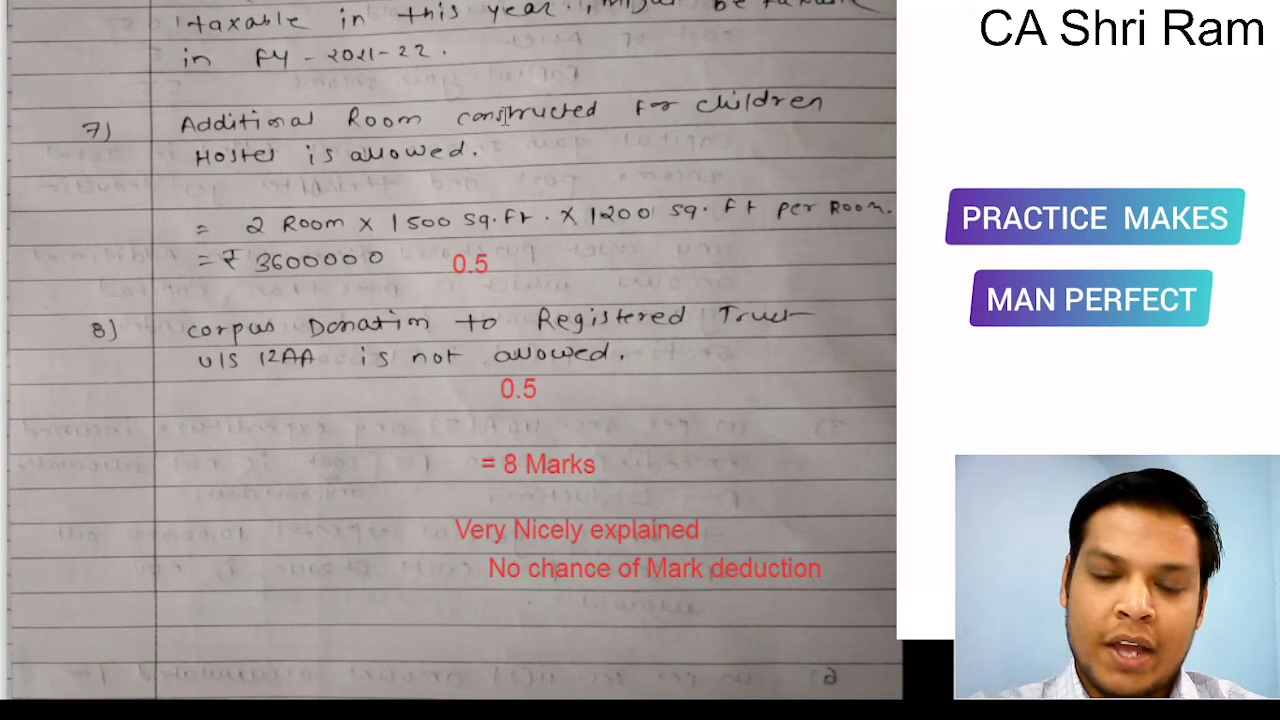 taxable in this year.
in FY - 2021-22.
CA Shri Ram
7) Additional Room constructed for children
Hostel is allowed.
= 2 Room x 1500 sq.ft. x 1200 sq.ft per Room.
= ₹ 3600000 0.5
PRACTICE MAKES
MAN PERFECT
8) corpus Donation to Registered Trust
U/S 12AA is not allowed.
0.5
= 8 Marks
Very Nicely explained
No chance of Mark deduction